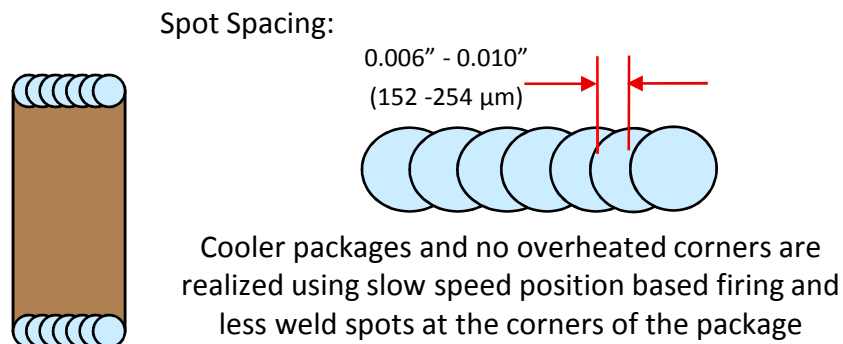 Spot Spacing:
0.006” - 0.010”
(152 -254 µm)
Cooler packages and no overheated corners are
realized using slow speed position based firing and
less weld spots at the corners of the package